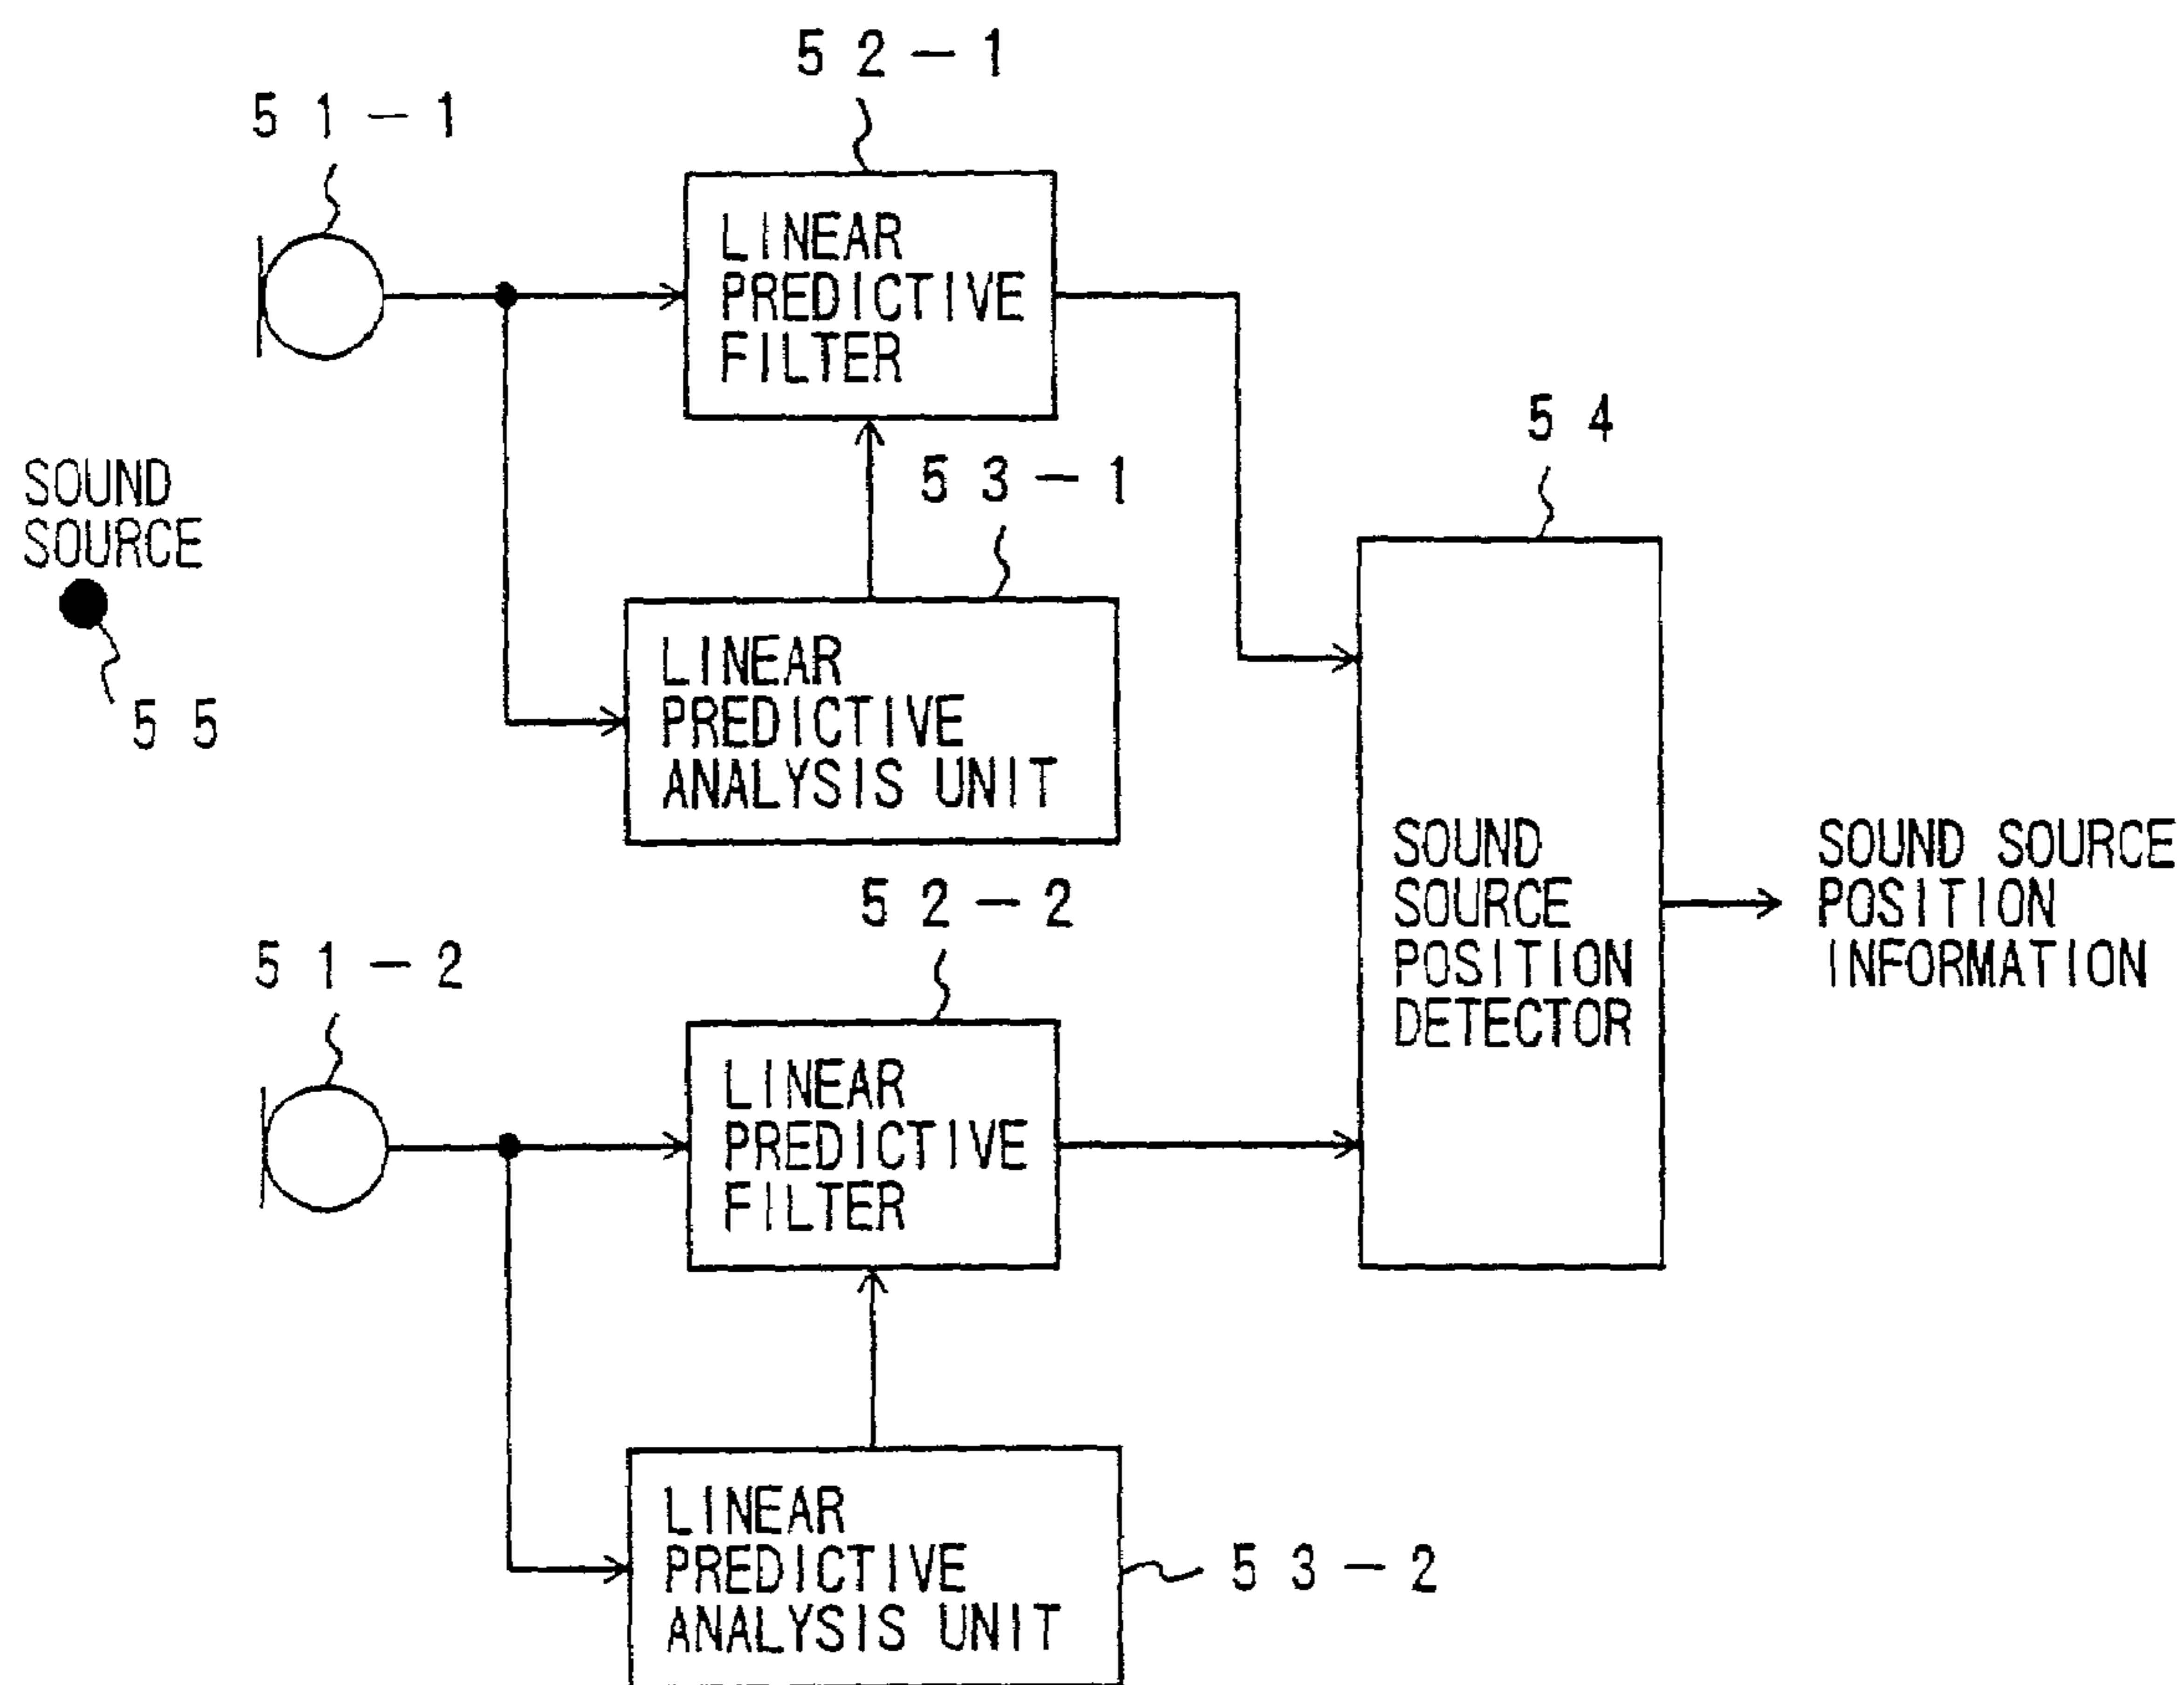 52-1
51-1
LINEAR
PREDICTIVE
FILTER
54
SOUND
SOURCE
53-1
55
LINEAR
PREDICTIVE
ANALYSIS UNIT
SOUND
SOURCE
POSITION
DETECTOR
SOUND SOURCE
POSITION
INFORMATION
52-2
51-2
LINEAR
PREDICTIVE
FILTER
LINEAR
PREDICTIVE
ANALYSIS UNIT
53-2